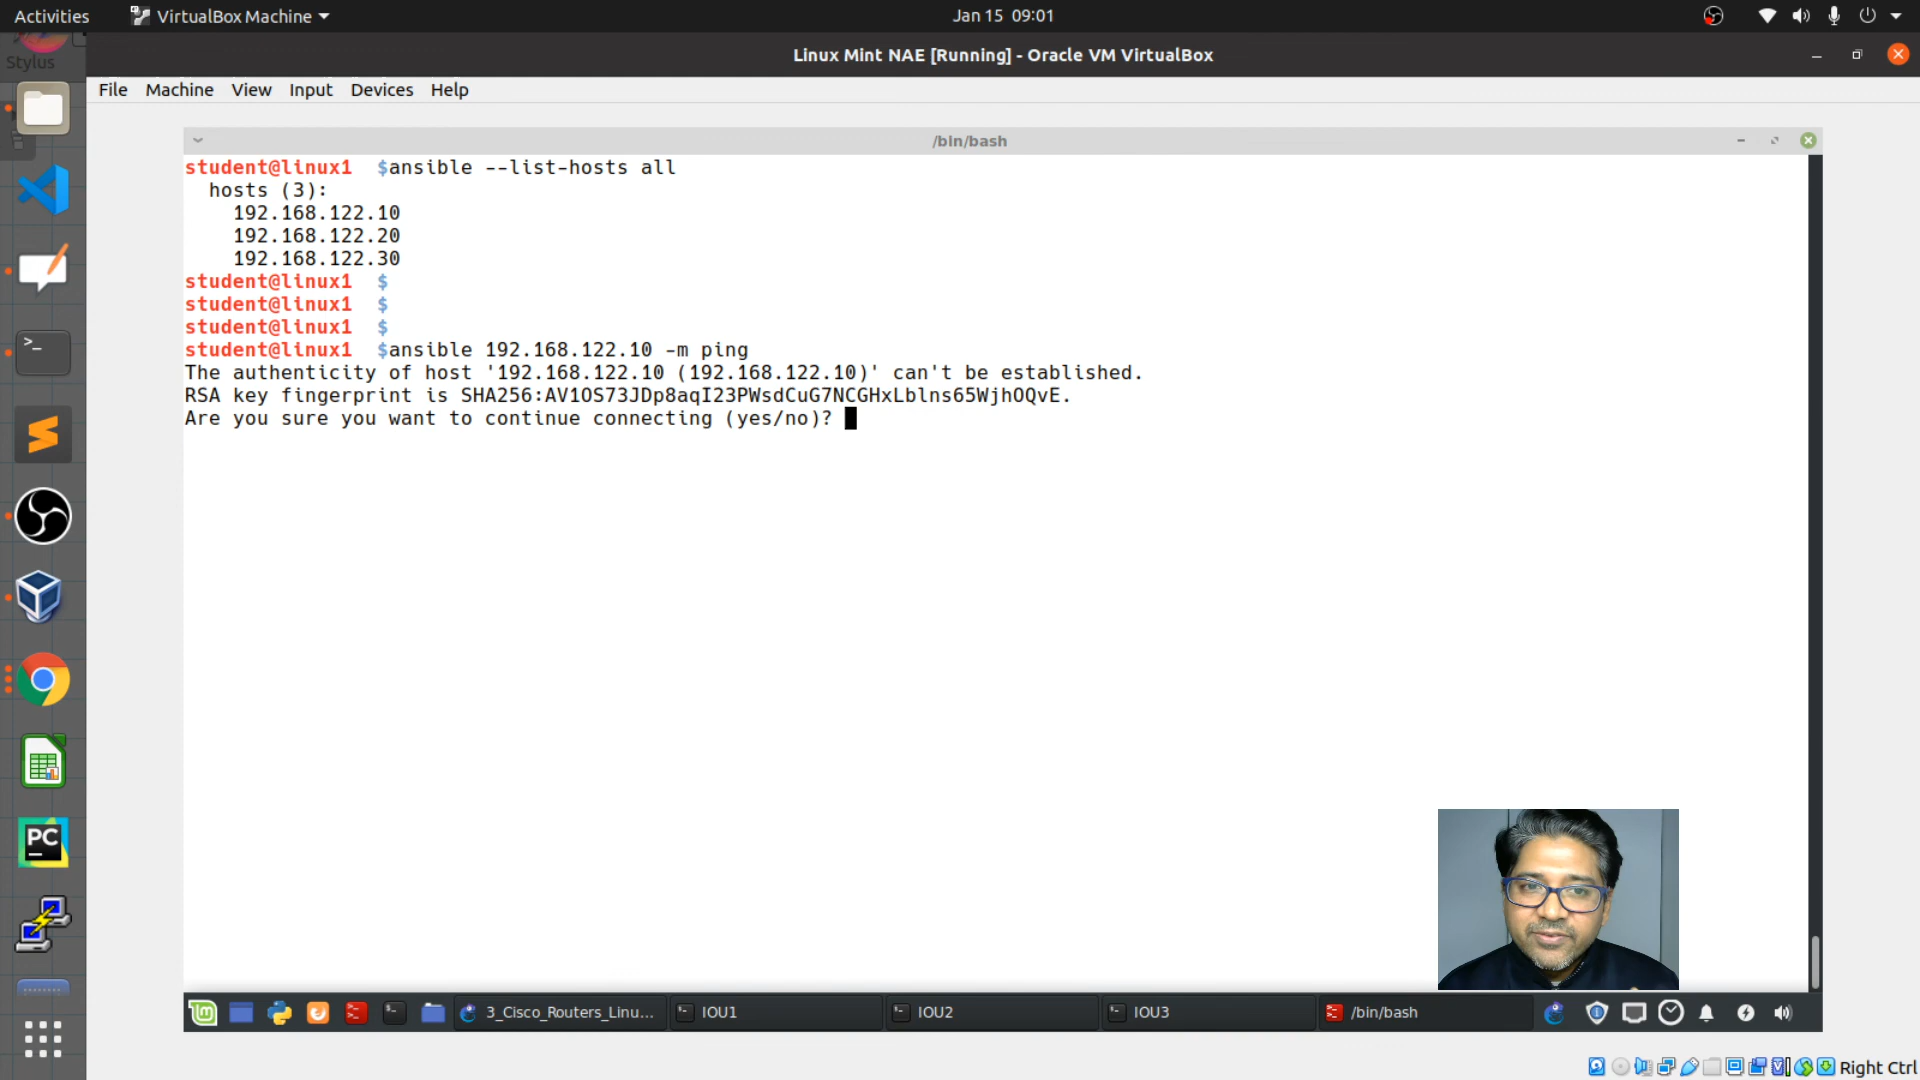 Activities
VirtualBox Machine
Jan 15 09:01
Stylus
Linux Mint NAE [Running] - Oracle VM VirtualBox
File Machine View Input Devices Help
/bin/bash
student@linux1 $ansible --list-hosts all
hosts (3):
192.168.122.10
192.168.122.20
192.168.122.30
student@linux1 $
student@linux1 $
student@linux1 $
student@linux1 $ansible 192.168.122.10 -m ping
The authenticity of host '192.168.122.10 (192.168.122.10)' can't be established.
RSA key fingerprint is SHA256:AV1OS73JDp8aqI23PWsdCuG7NCGHxLblns65WjhOQvE.
Are you sure you want to continue connecting (yes/no)?
PC
3_Cisco_Routers_Linu... IOU1 IOU2 IOU3 /bin/bash
Right Ctrl